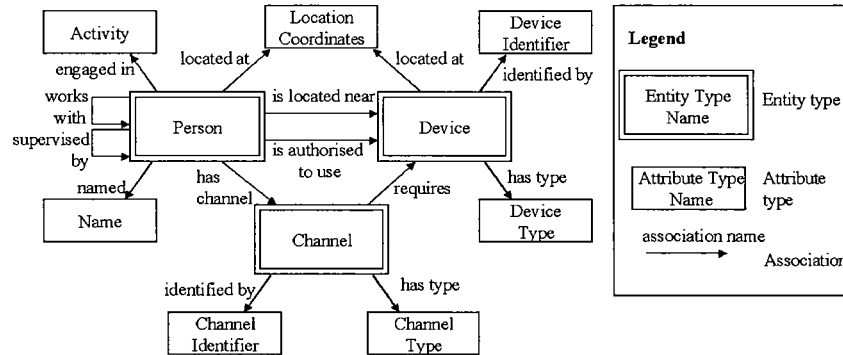 Activity
Location
Coordinates
Device
Identifier
engaged in
located at
located at
identified by
works
with
supervised
by
Person
is located near
is authorised
to use
Device
named
has
channel
requires
has type
Name
Channel
Device
Type
identified by
has type
Channel
Identifier
Channel
Type
Legend
Entity Type
Name
Entity type
Attribute Type
Name
Attribute
type
association name
Association